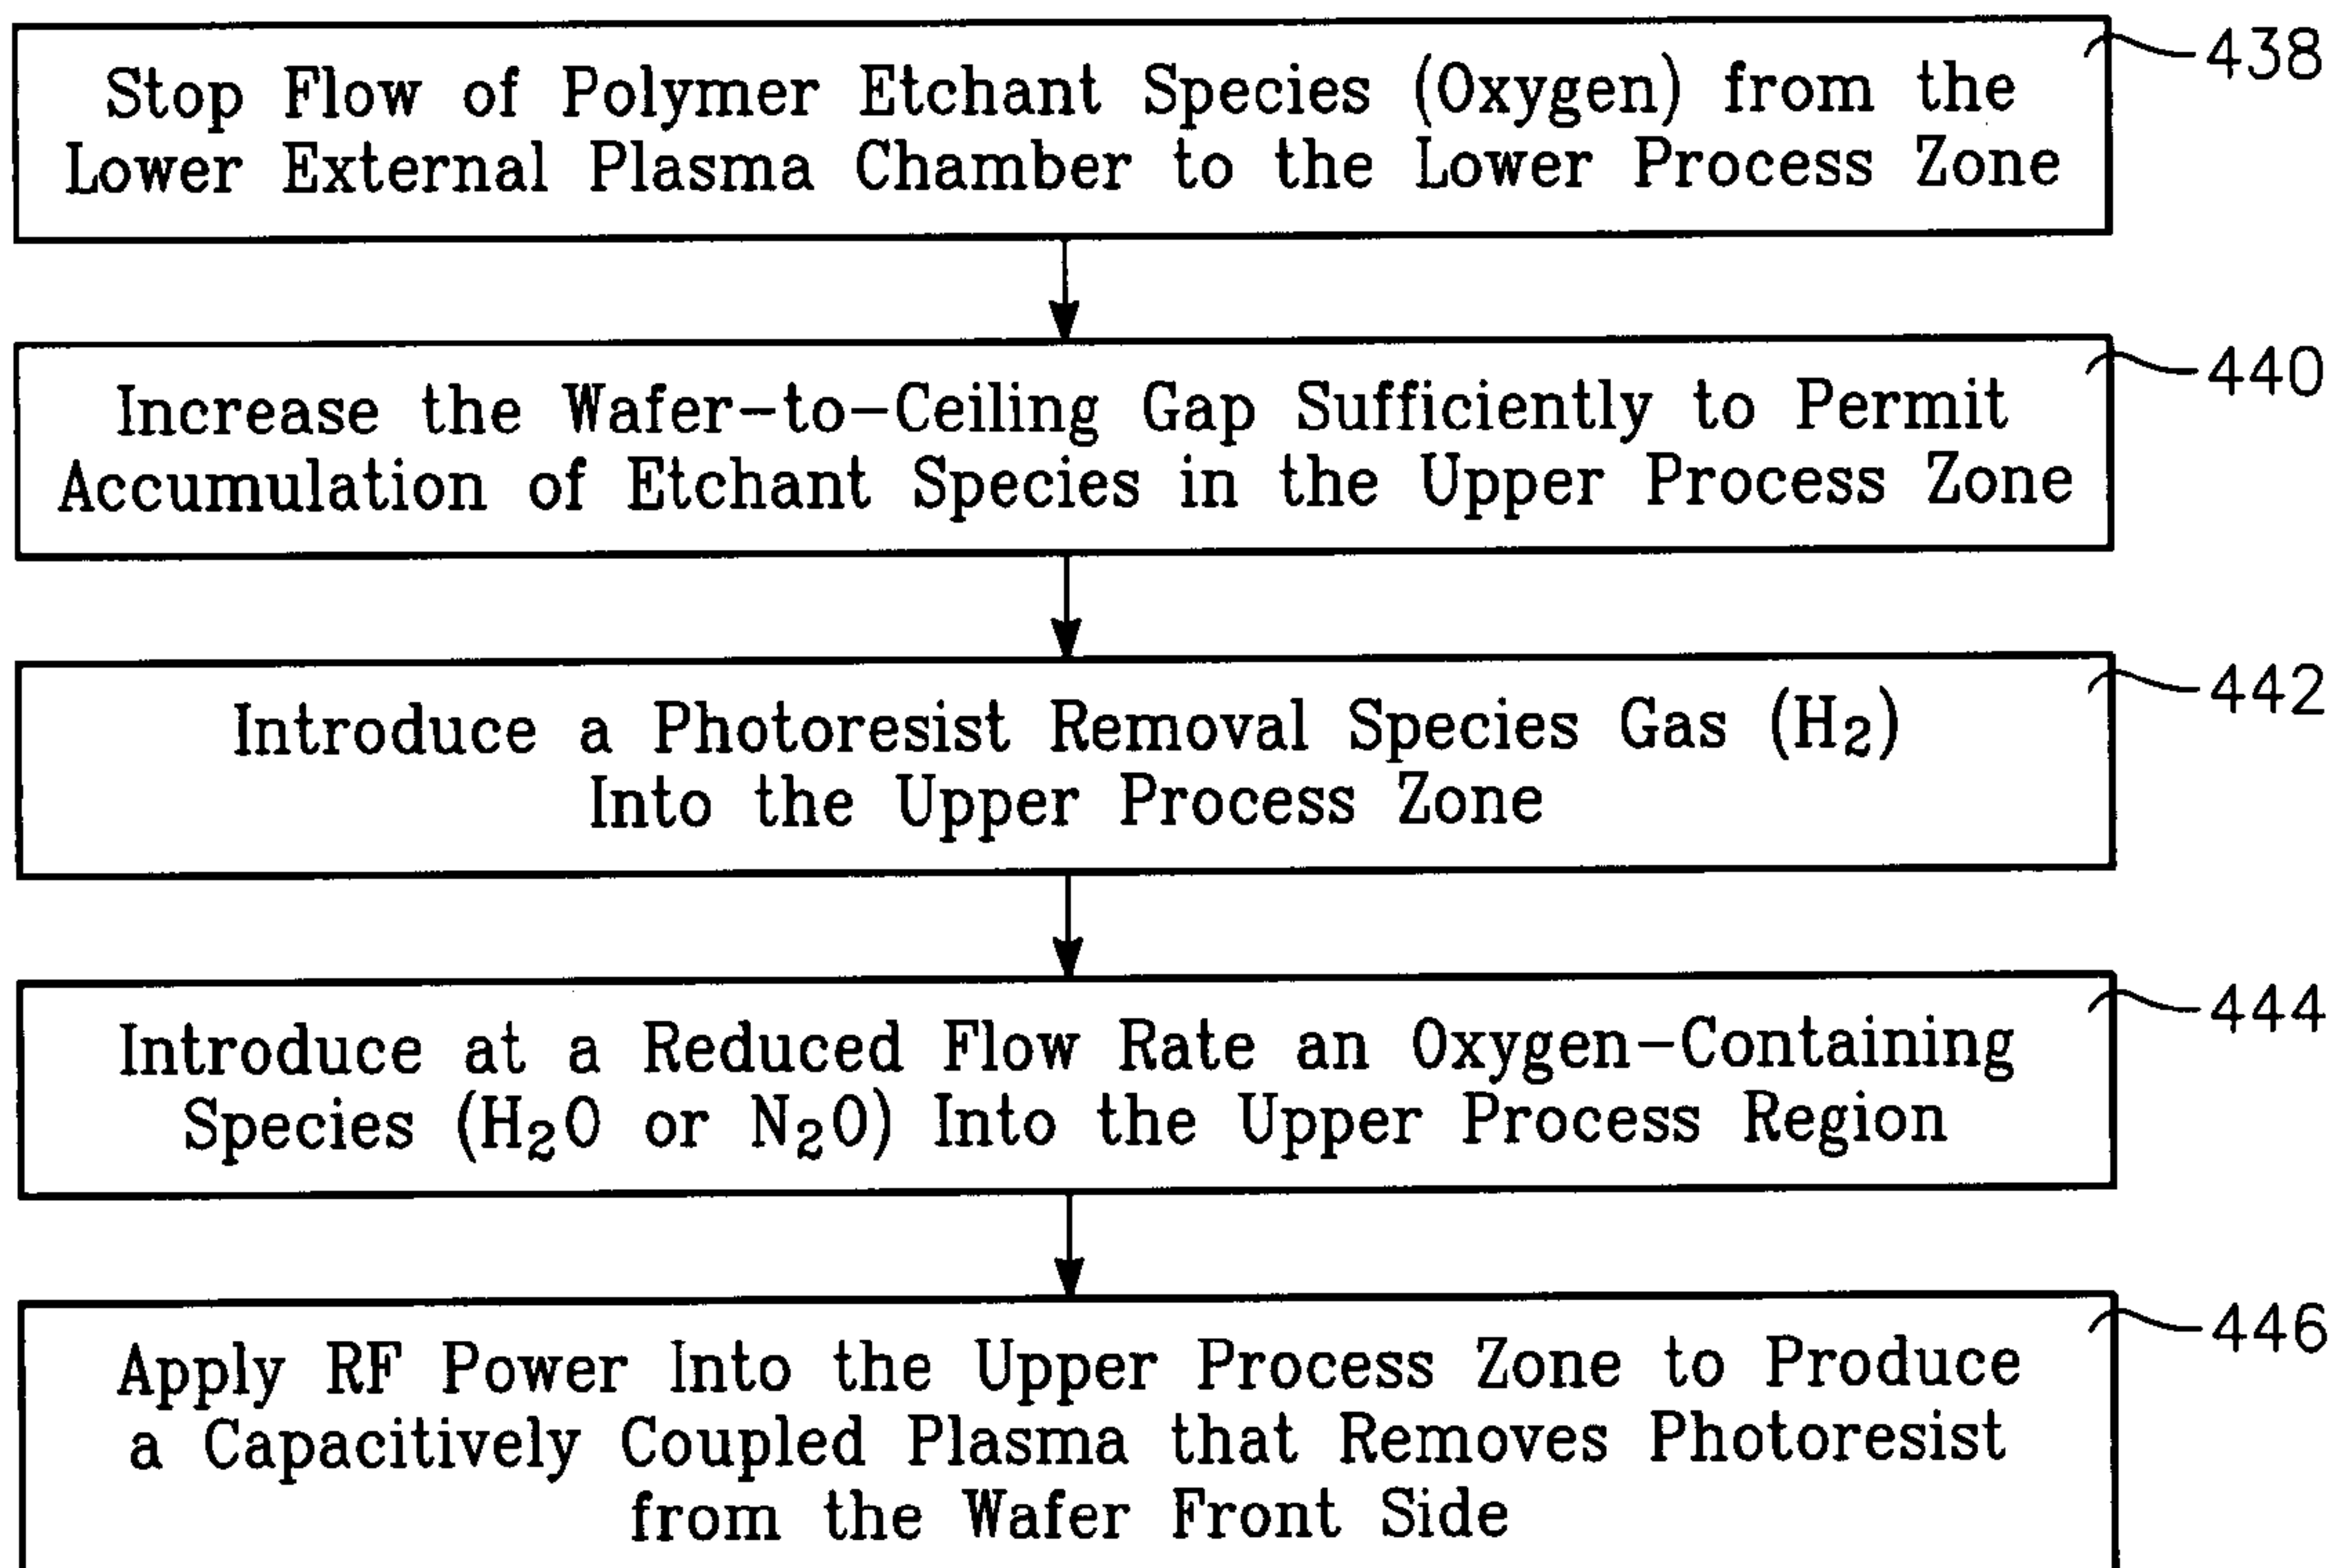 438
Stop Flow of Polymer Etchant Species (Oxygen) from the
Lower External Plasma Chamber to the Lower Process Zone
440
Increase the Wafer-to-Ceiling Gap Sufficiently to Permit
Accumulation of Etchant Species in the Upper Process Zone
442
Introduce a Photoresist Removal Species Gas (H₂)
Into the Upper Process Zone
444
Introduce at a Reduced Flow Rate an Oxygen-Containing
Species (H₂O or N₂O) Into the Upper Process Region
446
Apply RF Power Into the Upper Process Zone to Produce
a Capacitively Coupled Plasma that Removes Photoresist
from the Wafer Front Side